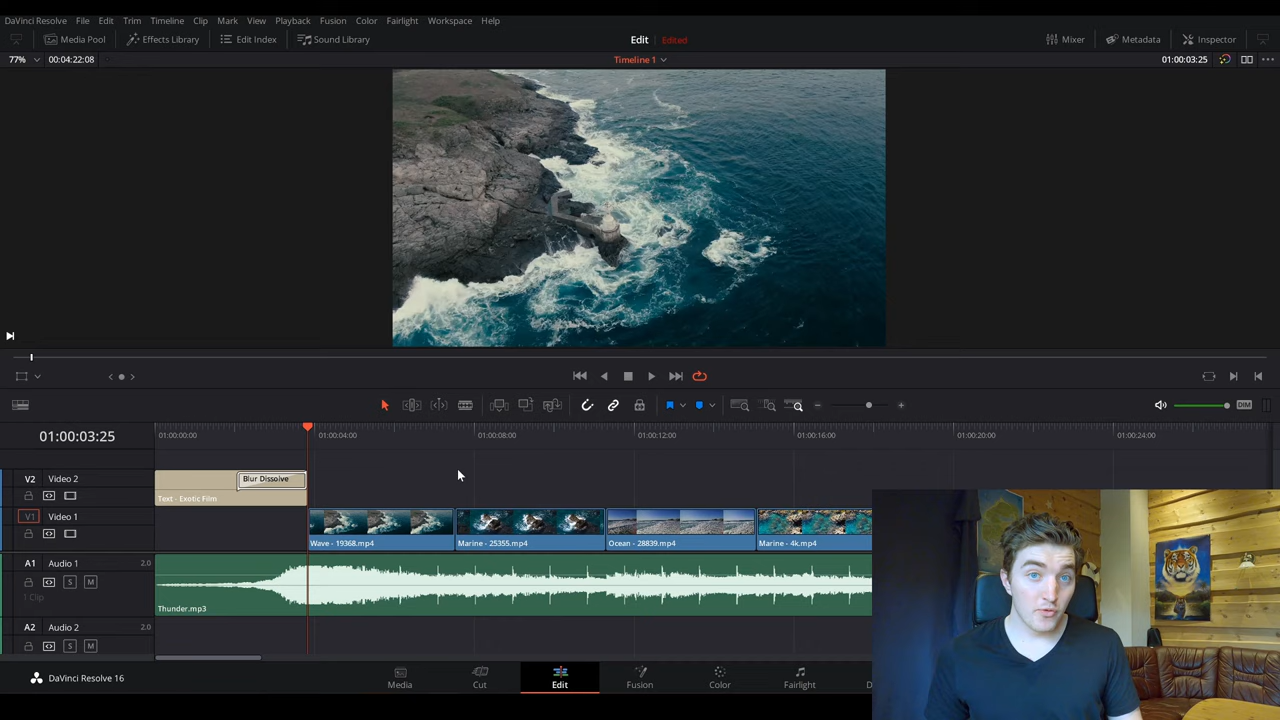 DaVinci Resolve File Edit Trim Timeline Clip Mark View Playback Fusion Color Fairlight Workspace Help
Media Pool Effects Library Edit Index Sound Library Edit Edited Mixer Metadata Inspector
77% 00:04:22:08 Timeline 1 01:00:03:25
DIM
01:00:03:25 01:00:00:00 01:00:04:00 01:00:08:00 01:00:12:00 01:00:16:00 01:00:20:00 01:00:24:00
V2 Video 2 Blur Dissolve
Text - Exotic Film
V1 Video 1
Wave - 19368.mp4 Marine - 25355.mp4 Ocean - 28839.mp4 Marine - 4k.mp4
A1 Audio 1 2.0
S M
1 Clip
Thunder.mp3
A2 Audio 2 2.0
S M
DaVinci Resolve 16 Media Cut Edit Fusion Color Fairlight D